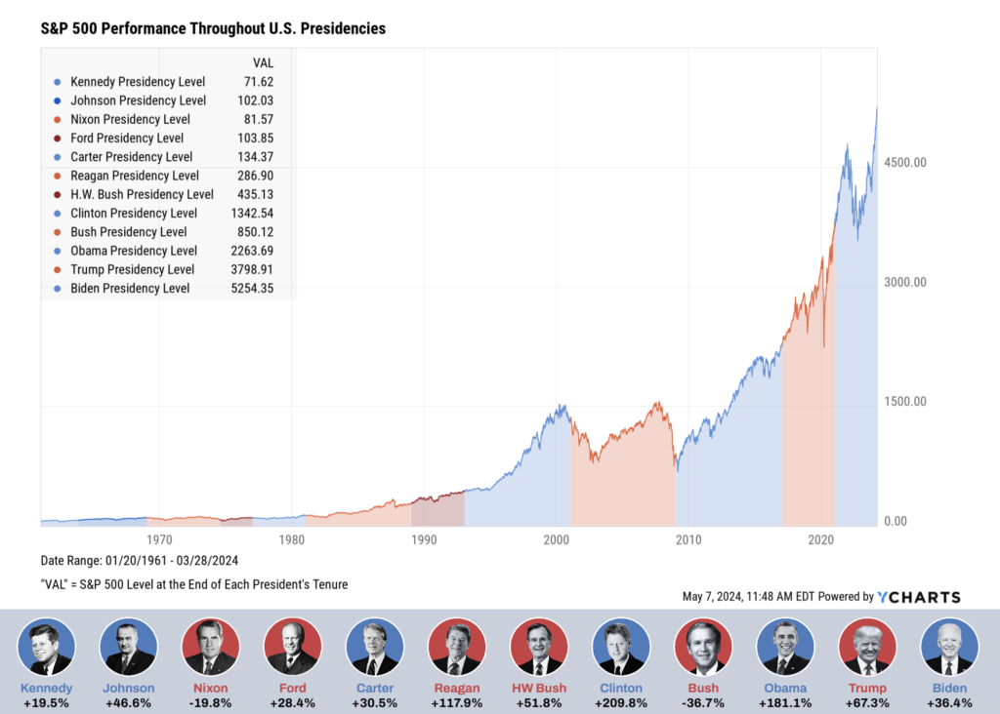 S&P 500 Performance Throughout U.S. Presidencies
VAL
Kennedy Presidency Level 71.62
Johnson Presidency Level 102.03
Nixon Presidency Level 81.57
Ford Presidency Level 103.85
Carter Presidency Level 134.37
Reagan Presidency Level 286.90
H.W. Bush Presidency Level 435.13
Clinton Presidency Level 1342.54
Bush Presidency Level 850.12
Obama Presidency Level 2263.69
Trump Presidency Level 3798.91
Biden Presidency Level 5254.35
4500.00
3000.00
1500.00
0.00
1970 1980 1990 2000 2010 2020
Date Range: 01/20/1961 - 03/28/2024
"VAL" = S&P 500 Level at the End of Each President's Tenure
May 7, 2024, 11:48 AM EDT Powered by YCHARTS
Kennedy Johnson Nixon Ford Carter Reagan HW Bush Clinton Bush Obama Trump Biden
+19.5% +46.6% -19.8% +28.4% +30.5% +117.9% +51.8% +209.8% -36.7% +181.1% +67.3% +36.4%